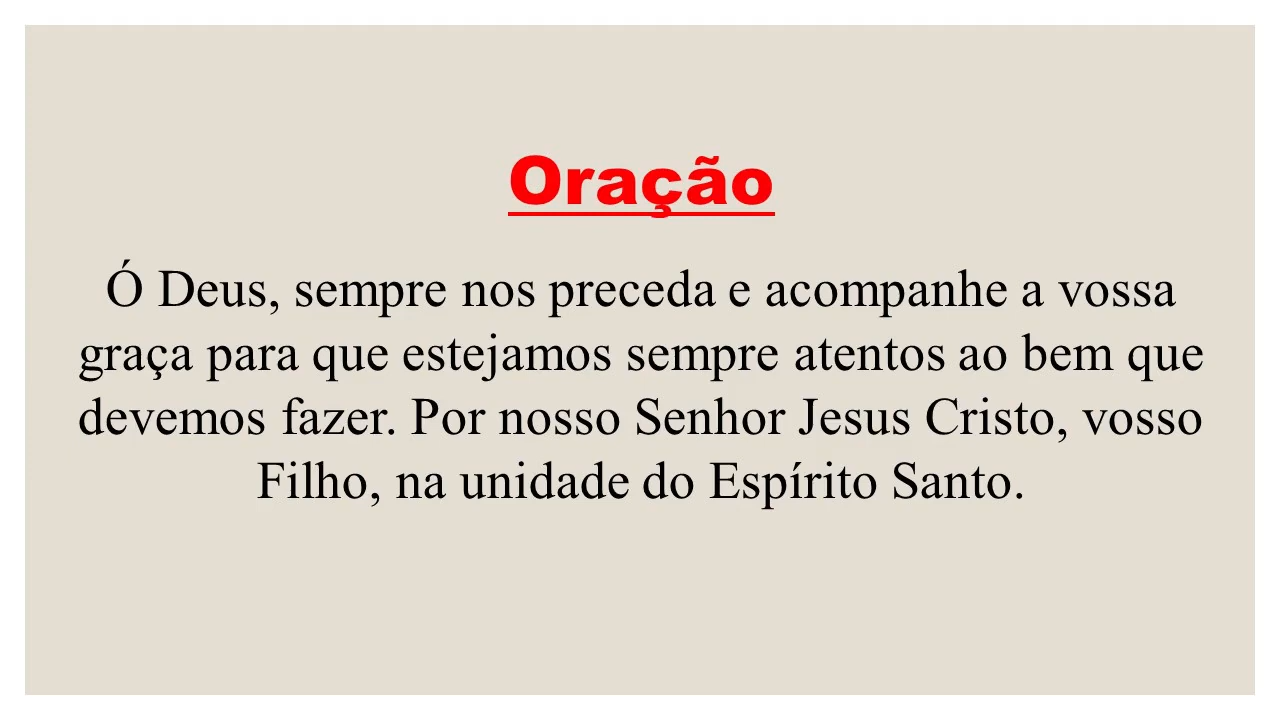 Oração
Ó Deus, sempre nos preceda e acompanhe a vossa
graça para que estejamos sempre atentos ao bem que
devemos fazer. Por nosso Senhor Jesus Cristo, vosso
Filho, na unidade do Espírito Santo.